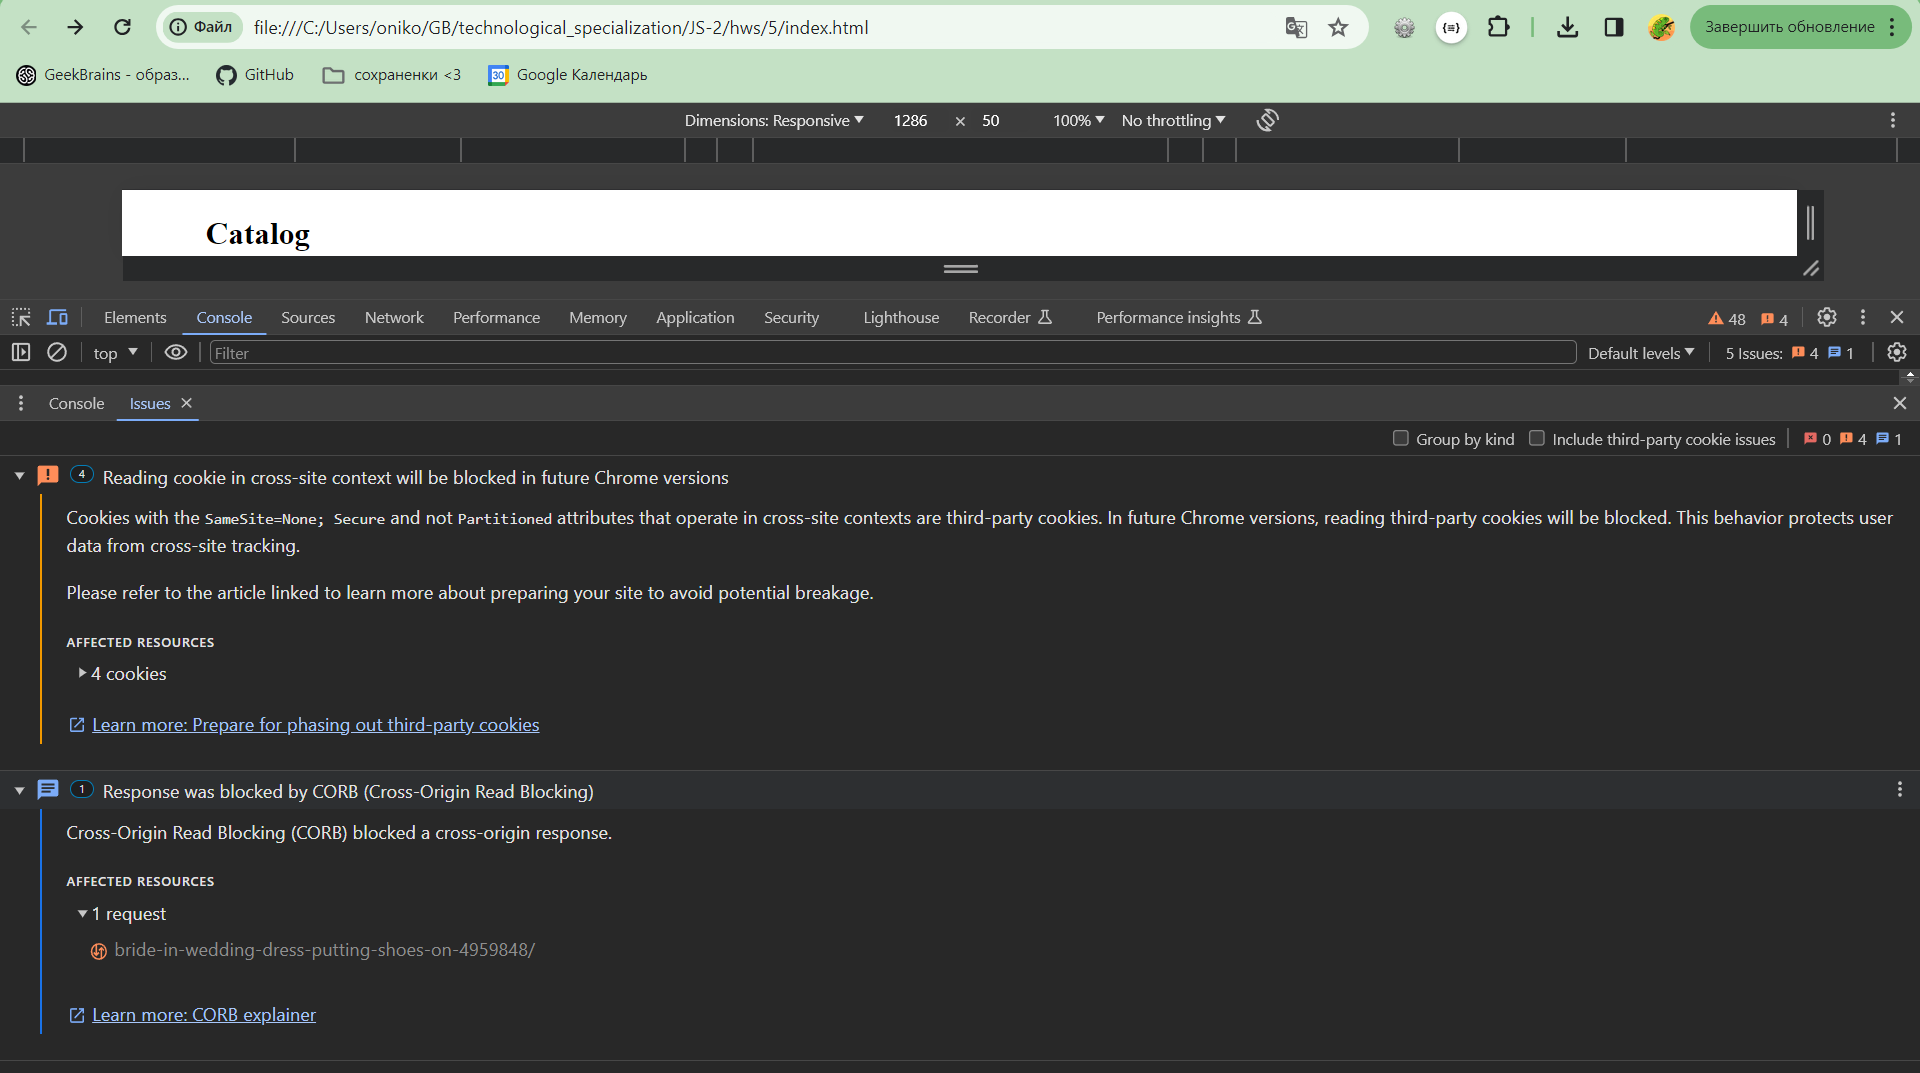 Файл
file:///C:/Users/oniko/GB/technological_specialization/JS-2/hws/5/index.html
Завершить обновление
GeekBrains - образ...
GitHub
сохраненки <3
30
Google Календарь
Dimensions: Responsive
1286 × 50
100%
No throttling
Catalog
Elements
Console
Sources
Network
Performance
Memory
Application
Security
Lighthouse
Recorder
Performance insights
48
4
top
Filter
Default levels
5 Issues: 4 1
Console
Issues
Group by kind
Include third-party cookie issues
0 4 1
4 Reading cookie in cross-site context will be blocked in future Chrome versions
Cookies with the SameSite=None; Secure and not Partitioned attributes that operate in cross-site contexts are third-party cookies. In future Chrome versions, reading third-party cookies will be blocked. This behavior protects user
data from cross-site tracking.
Please refer to the article linked to learn more about preparing your site to avoid potential breakage.
AFFECTED RESOURCES
4 cookies
Learn more: Prepare for phasing out third-party cookies
1 Response was blocked by CORB (Cross-Origin Read Blocking)
Cross-Origin Read Blocking (CORB) blocked a cross-origin response.
AFFECTED RESOURCES
1 request
bride-in-wedding-dress-putting-shoes-on-4959848/
Learn more: CORB explainer